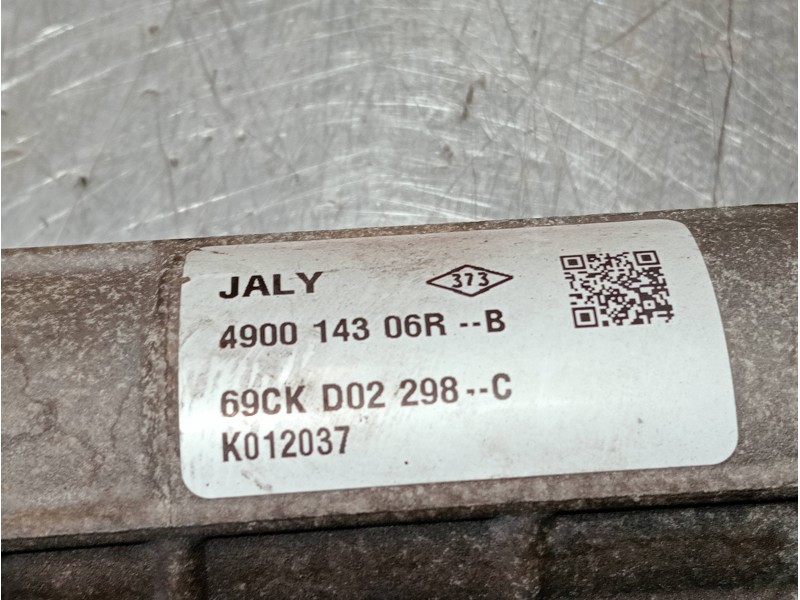 JALY 373
4900 143 06R --B
69CK D02 298 --C
K012037